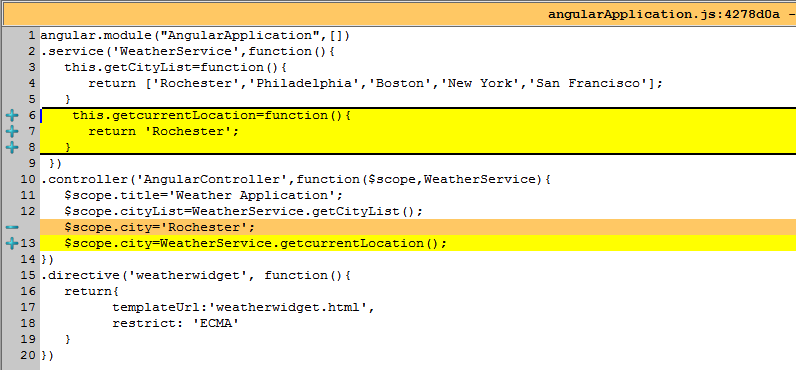 angularApplication.js:4278d0a -
1 angular.module("AngularApplication",[])
2 .service('WeatherService',function(){
3 this.getCityList=function(){
4 return ['Rochester','Philadelphia','Boston','New York','San Francisco'];
5 }
+ 6 this.getcurrentLocation=function(){
+ 7 return 'Rochester';
+ 8 }
9 })
10 .controller('AngularController',function($scope,WeatherService){
11 $scope.title='Weather Application';
12 $scope.cityList=WeatherService.getCityList();
- $scope.city='Rochester';
+ 13 $scope.city=WeatherService.getcurrentLocation();
14 })
15 .directive('weatherwidget', function(){
16 return{
17 templateUrl:'weatherwidget.html',
18 restrict: 'ECMA'
19 }
20 })